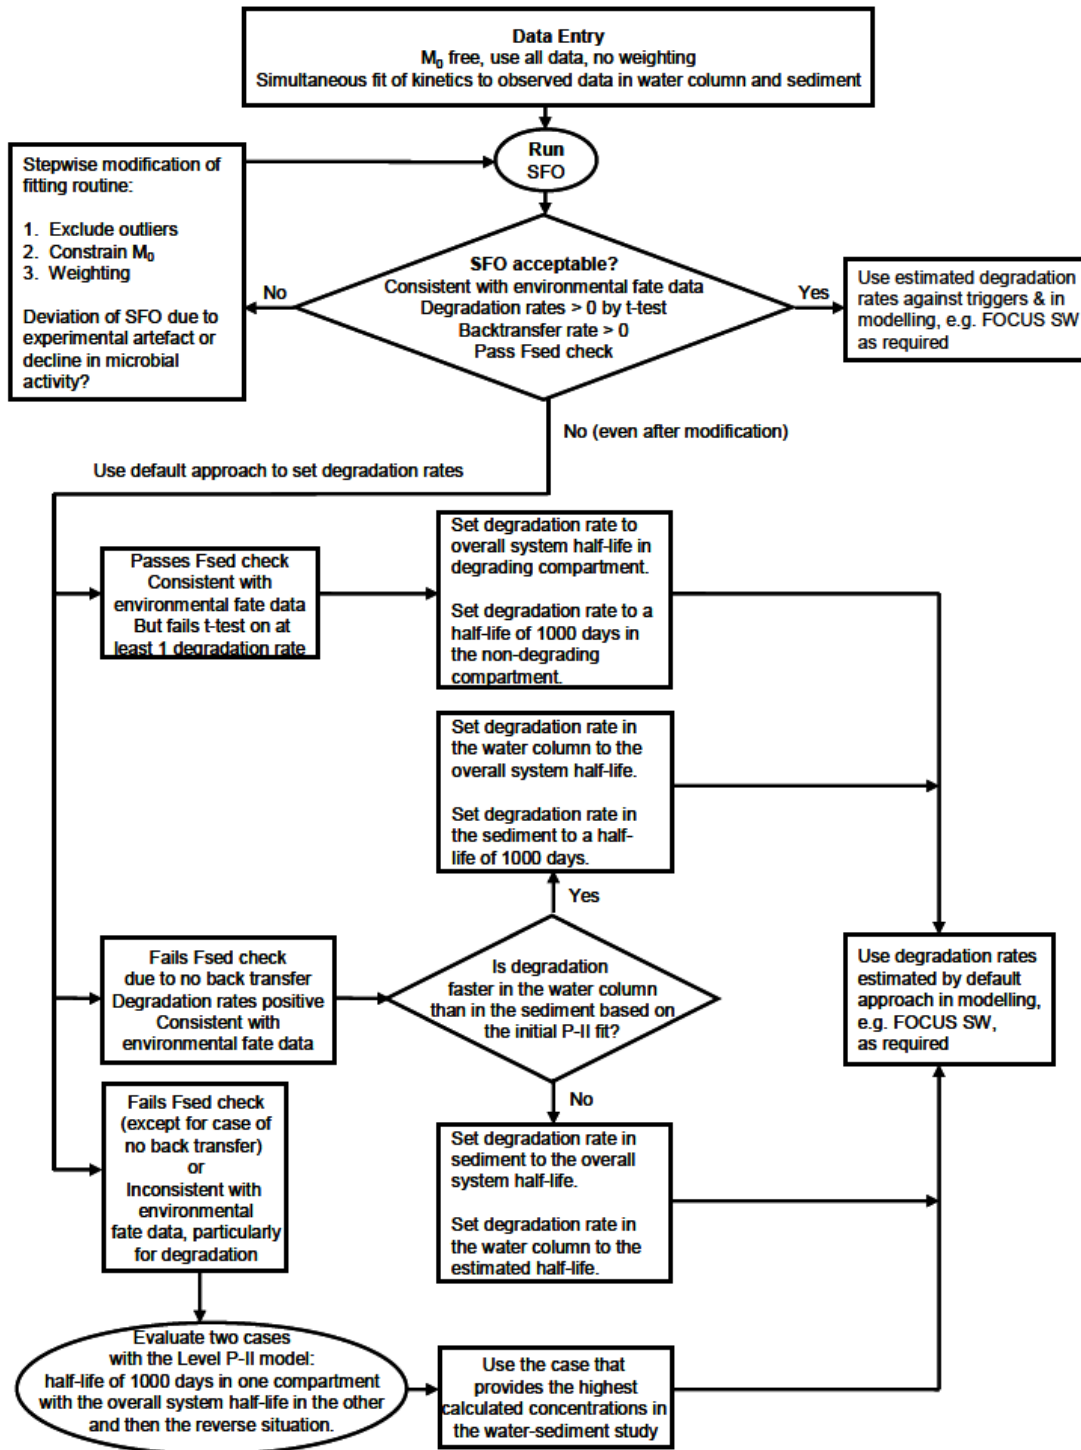 Data Entry
M0 free, use all data, no weighting
Simultaneous fit of kinetics to observed data in water column and sediment
Run
SFO
Stepwise modification of
fitting routine:
1. Exclude outliers
2. Constrain M0
3. Weighting
Deviation of SFO due to
experimental artefact or
decline in microbial
activity?
No
SFO acceptable?
Consistent with environmental fate data
Degradation rates > 0 by t-test
Backtransfer rate > 0
Pass Fsed check
Yes
Use estimated degradation
rates against triggers & in
modelling, e.g. FOCUS SW
as required
No (even after modification)
Use default approach to set degradation rates
Passes Fsed check
Consistent with
environmental fate data
But fails t-test on at
least 1 degradation rate
Set degradation rate to
overall system half-life in
degrading compartment.
Set degradation rate to a
half-life of 1000 days in
the non-degrading
compartment.
Set degradation rate in
the water column to the
overall system half-life.
Set degradation rate in
the sediment to a half-
life of 1000 days.
Yes
Fails Fsed check
due to no back transfer
Degradation rates positive
Consistent with
environmental fate data
Is degradation
faster in the water column
than in the sediment based on
the initial P-II fit?
Use degradation rates
estimated by default
approach in modelling,
e.g. FOCUS SW,
as required
No
Fails Fsed check
(except for case of
no back transfer)
or
Inconsistent with
environmental
fate data, particularly
for degradation
Set degradation rate in
sediment to the overall
system half-life.
Set degradation rate in
the water column to the
estimated half-life.
Evaluate two cases
with the Level P-II model:
half-life of 1000 days in one compartment
with the overall system half-life in the other
and then the reverse situation.
Use the case that
provides the highest
calculated concentrations in
the water-sediment study